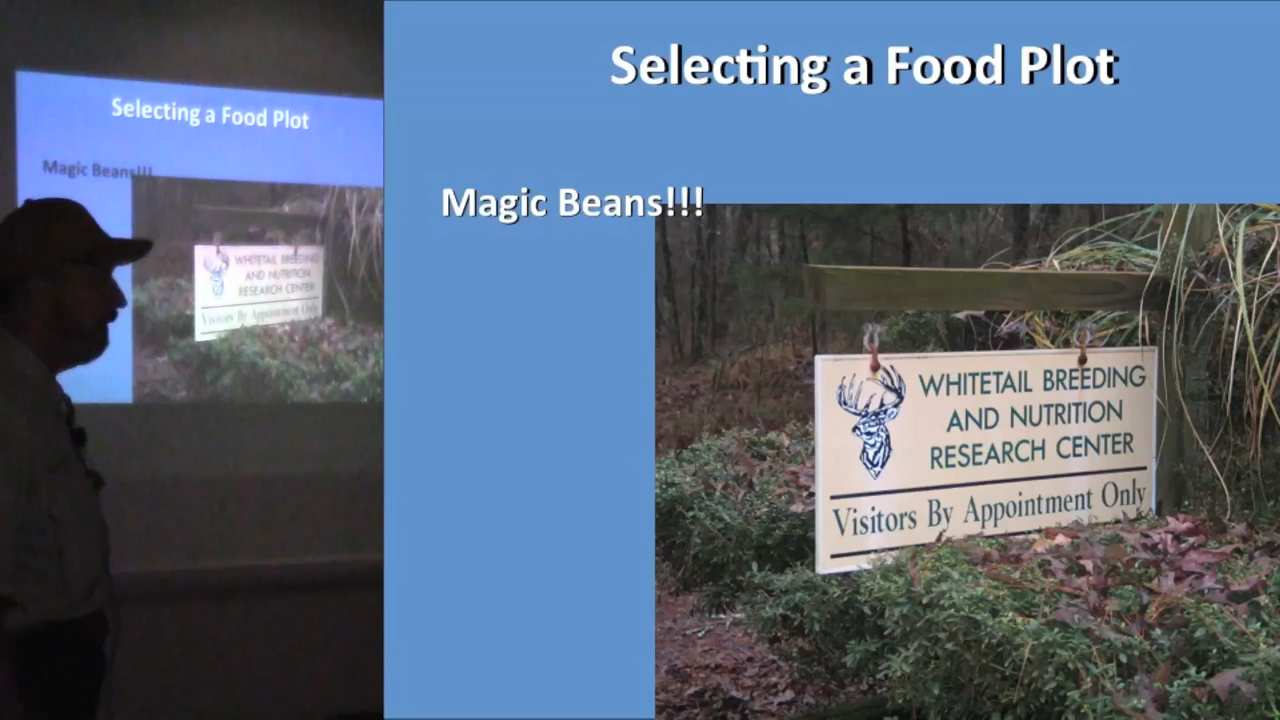 Selecting a Food Plot
Magic Beans!!!
WHITETAIL BREEDING
AND NUTRITION
RESEARCH CENTER
Visitors By Appointment Only
Selecting a Food Plot
Magic Beans!!!
WHITETAIL BREEDING
AND NUTRITION
RESEARCH CENTER
Visitors By Appointment Only